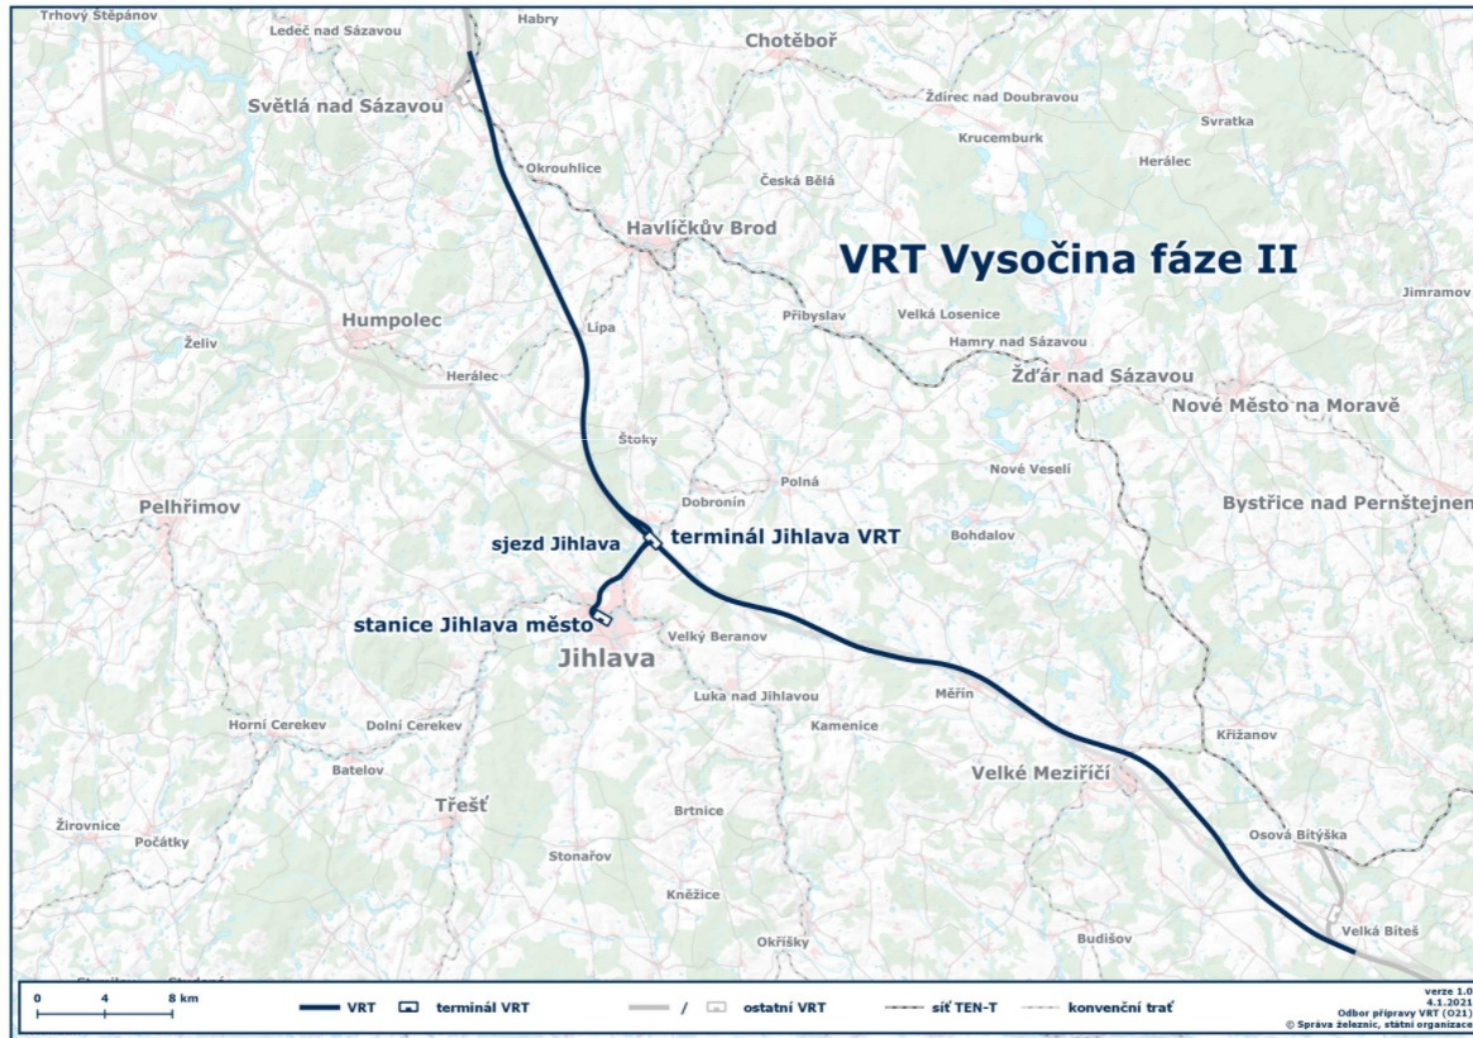 Trhový Štěpánov
Habry
Ledeč nad Sázavou
Chotěboř
Světlá nad Sázavou
Ždírec nad Doubravou
Svratka
Krucemburk
Herálec
Okrouhlice
Česká Bělá
Havlíčkův Brod
VRT Vysočina fáze II
Jimramov
Humpolec
Lípa
Přibyslav
Velká Losenice
Želiv
Hamry nad Sázavou
Herálec
Žďár nad Sázavou
Nové Město na Moravě
Štoky
Nové Veselí
Polná
Pelhřimov
Dobronín
Bystřice nad Pernštejnem
sjezd Jihlava
terminál Jihlava VRT
Bohdalov
stanice Jihlava město
Velký Beranov
Jihlava
Luka nad Jihlavou
Měřín
Horní Cerekev
Dolní Cerekev
Kamenice
Křižanov
Batelov
Velké Meziříčí
Třešť
Brtnice
Žirovnice
Počátky
Osová Bítýška
Stonařov
Kněžice
Okříšky
Budišov
Velká Bíteš
0 4 8 km
VRT terminál VRT / ostatní VRT síť TEN-T konvenční trať
verze 1.0
4.1.2021
Odbor přípravy VRT (O21)
© Správa železnic, státní organizace